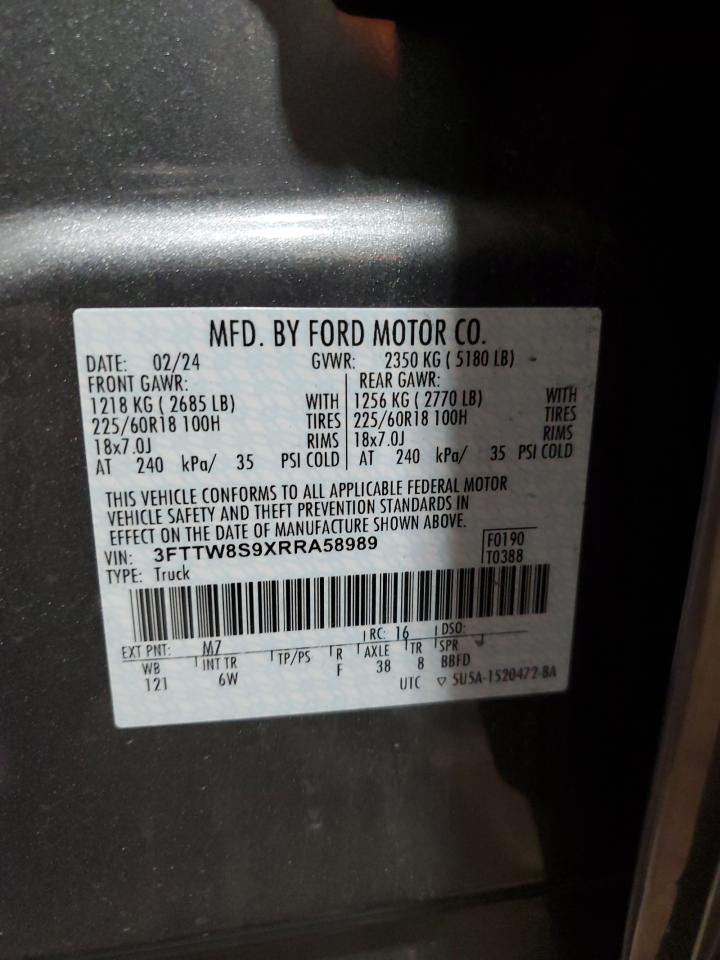 MFD. BY FORD MOTOR CO.
DATE: 02/24 GVWR: 2350 KG ( 5180 LB)
FRONT GAWR: REAR GAWR:
1218 KG ( 2685 LB) WITH 1256 KG ( 2770 LB) WITH
225/60R18 100H TIRES 225/60R18 100H TIRES
18x7.0J RIMS 18x7.0J RIMS
AT 240 kPa/ 35 PSI COLD AT 240 kPa/ 35 PSI COLD
THIS VEHICLE CONFORMS TO ALL APPLICABLE FEDERAL MOTOR
VEHICLE SAFETY AND THEFT PREVENTION STANDARDS IN
EFFECT ON THE DATE OF MANUFACTURE SHOWN ABOVE.
VIN: 3FTTW8S9XRRA58989 F0190
TYPE: Truck T0388
EXT PNT: M7 RC: 16 DSO:
WB INT TR TP/PS R AXLE TR SPR
121 6W F 38 8 BBFD
UTC ▽ 5U5A-1520472-BA